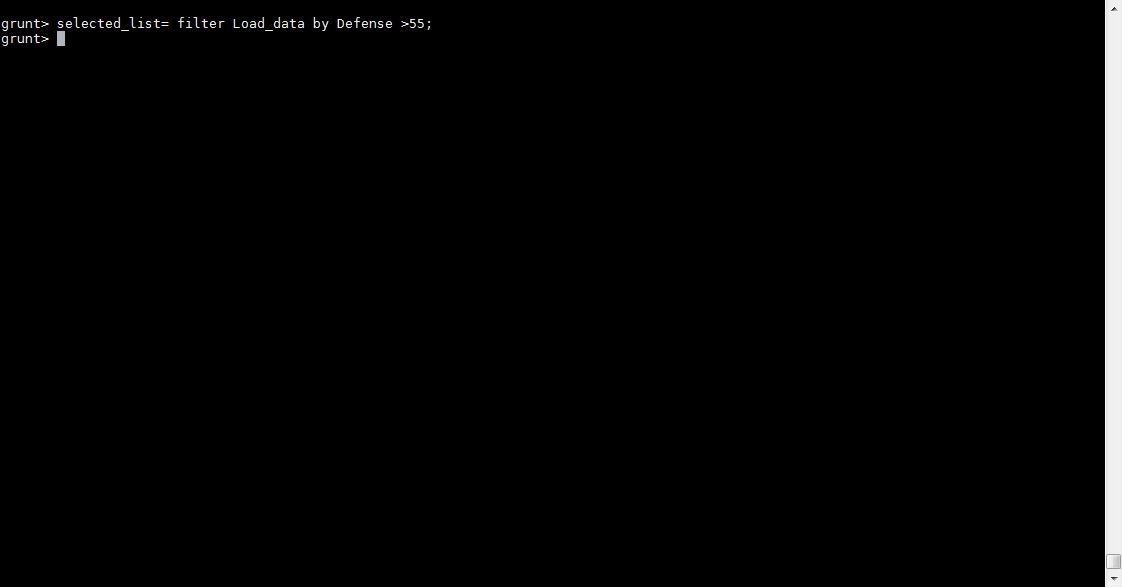 grunt> selected_list= filter Load_data by Defense >55;
grunt>